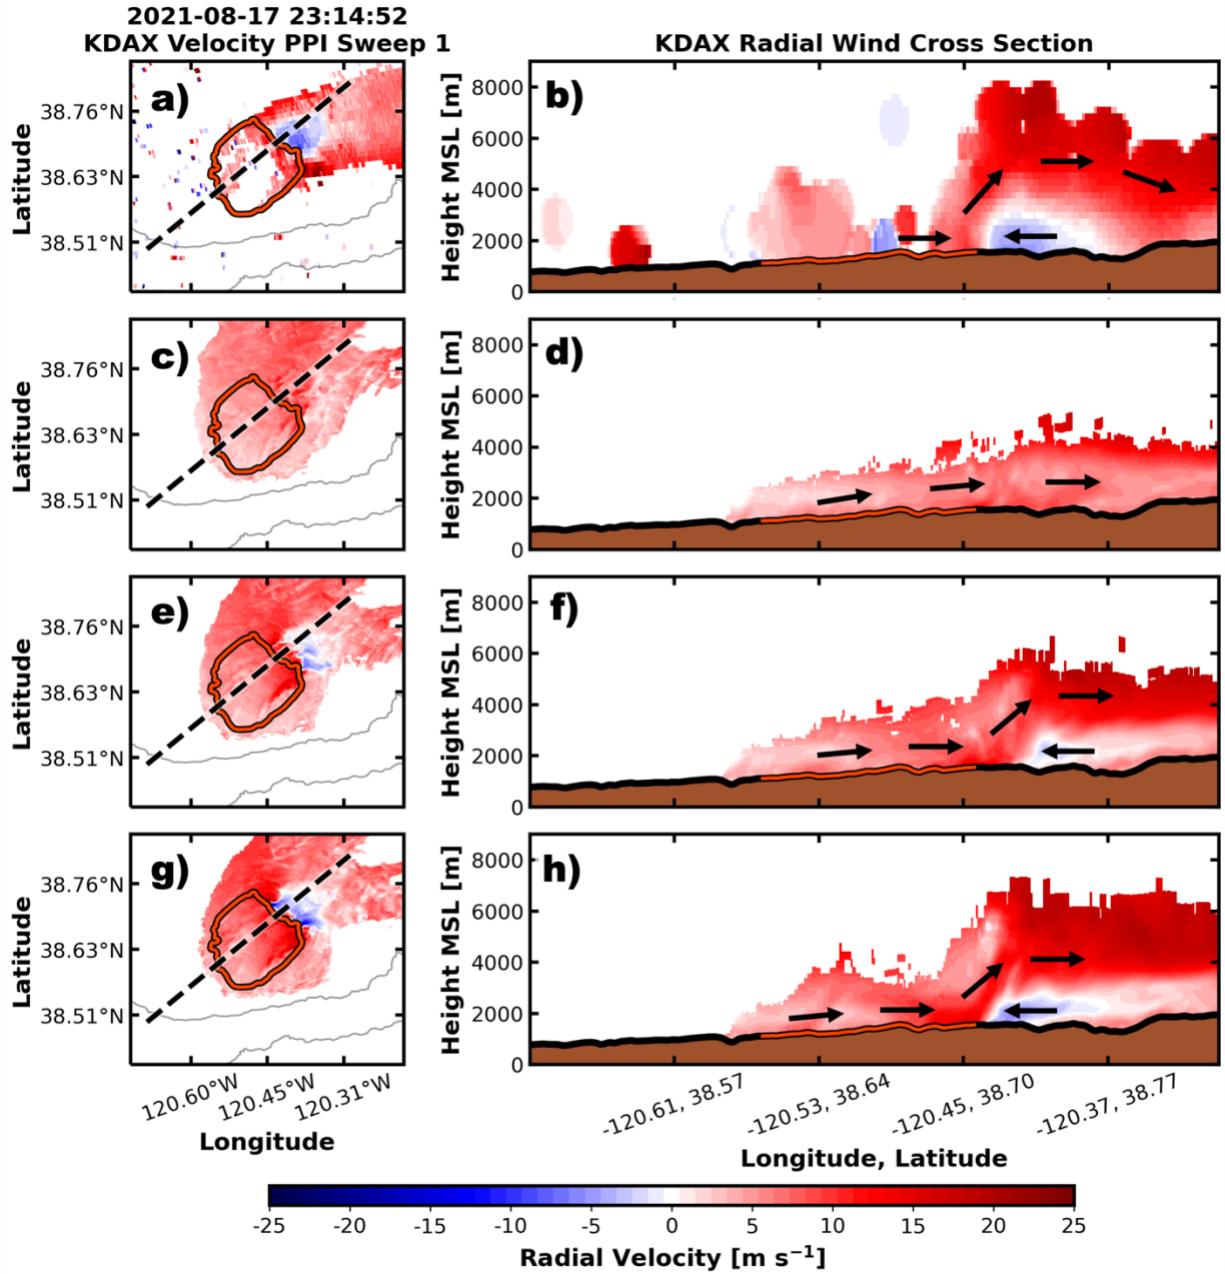 2021-08-17 23:14:52
KDAX Velocity PPI Sweep 1
KDAX Radial Wind Cross Section
a)
38.76°N
38.63°N
38.51°N
Latitude
b)
8000
6000
4000
2000
0
Height MSL [m]
c)
38.76°N
38.63°N
38.51°N
Latitude
d)
8000
6000
4000
2000
0
Height MSL [m]
e)
38.76°N
38.63°N
38.51°N
Latitude
f)
8000
6000
4000
2000
0
Height MSL [m]
g)
38.76°N
38.63°N
38.51°N
Latitude
h)
8000
6000
4000
2000
0
Height MSL [m]
120.60°W 120.45°W 120.31°W
Longitude
-120.61, 38.57 -120.53, 38.64 -120.45, 38.70 -120.37, 38.77
Longitude, Latitude
-25 -20 -15 -10 -5 0 5 10 15 20 25
Radial Velocity [m s⁻¹]